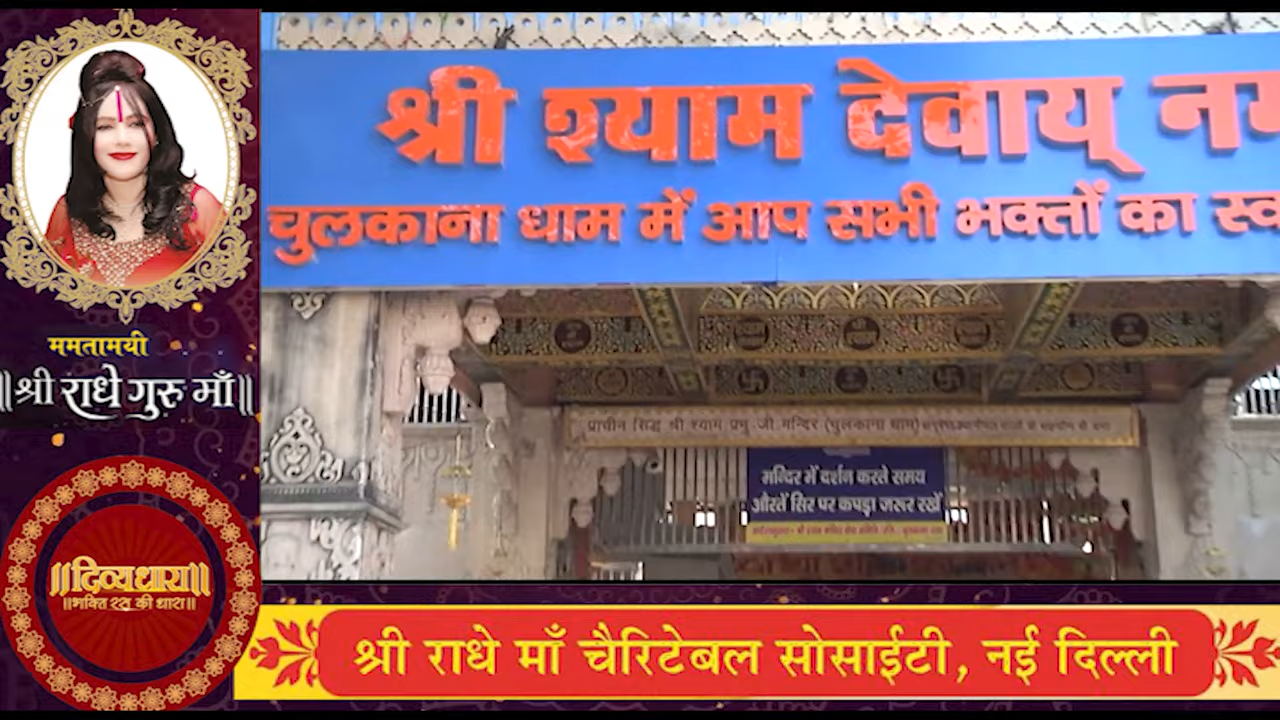 श्री श्याम देवाय् नम
चुलकाना धाम में आप सभी भक्तों का स्व
ममतामयी
॥श्री राधे गुरु माँ॥
प्राचीन सिद्ध श्री श्याम प्रभु जी मन्दिर (चुलकाना धाम)
मन्दिर में दर्शन करते समय
औरतें सिर पर कपड़ा जरूर रखें
॥दिव्य धारा॥
॥भक्ति रस की धारा॥
श्री राधे माँ चैरिटेबल सोसाईटी, नई दिल्ली